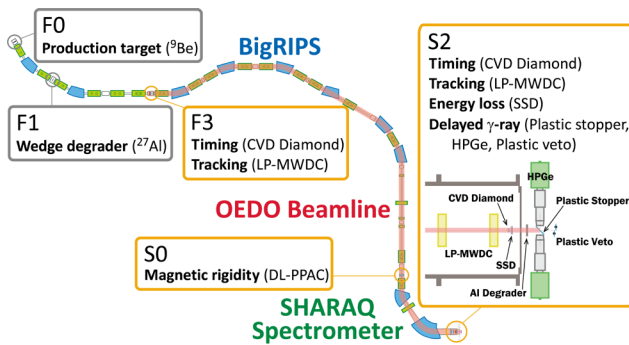 F0
Production target (⁹Be)
BigRIPS
F1
Wedge degrader (²⁷Al)
F3
Timing (CVD Diamond)
Tracking (LP-MWDC)
OEDO Beamline
S0
Magnetic rigidity (DL-PPAC)
SHARAQ
Spectrometer
S2
Timing (CVD Diamond)
Tracking (LP-MWDC)
Energy loss (SSD)
Delayed γ-ray (Plastic stopper,
HPGe, Plastic veto)
HPGe
CVD Diamond
Plastic Stopper
LP-MWDC
SSD
Plastic Veto
Al Degrader
HPGe